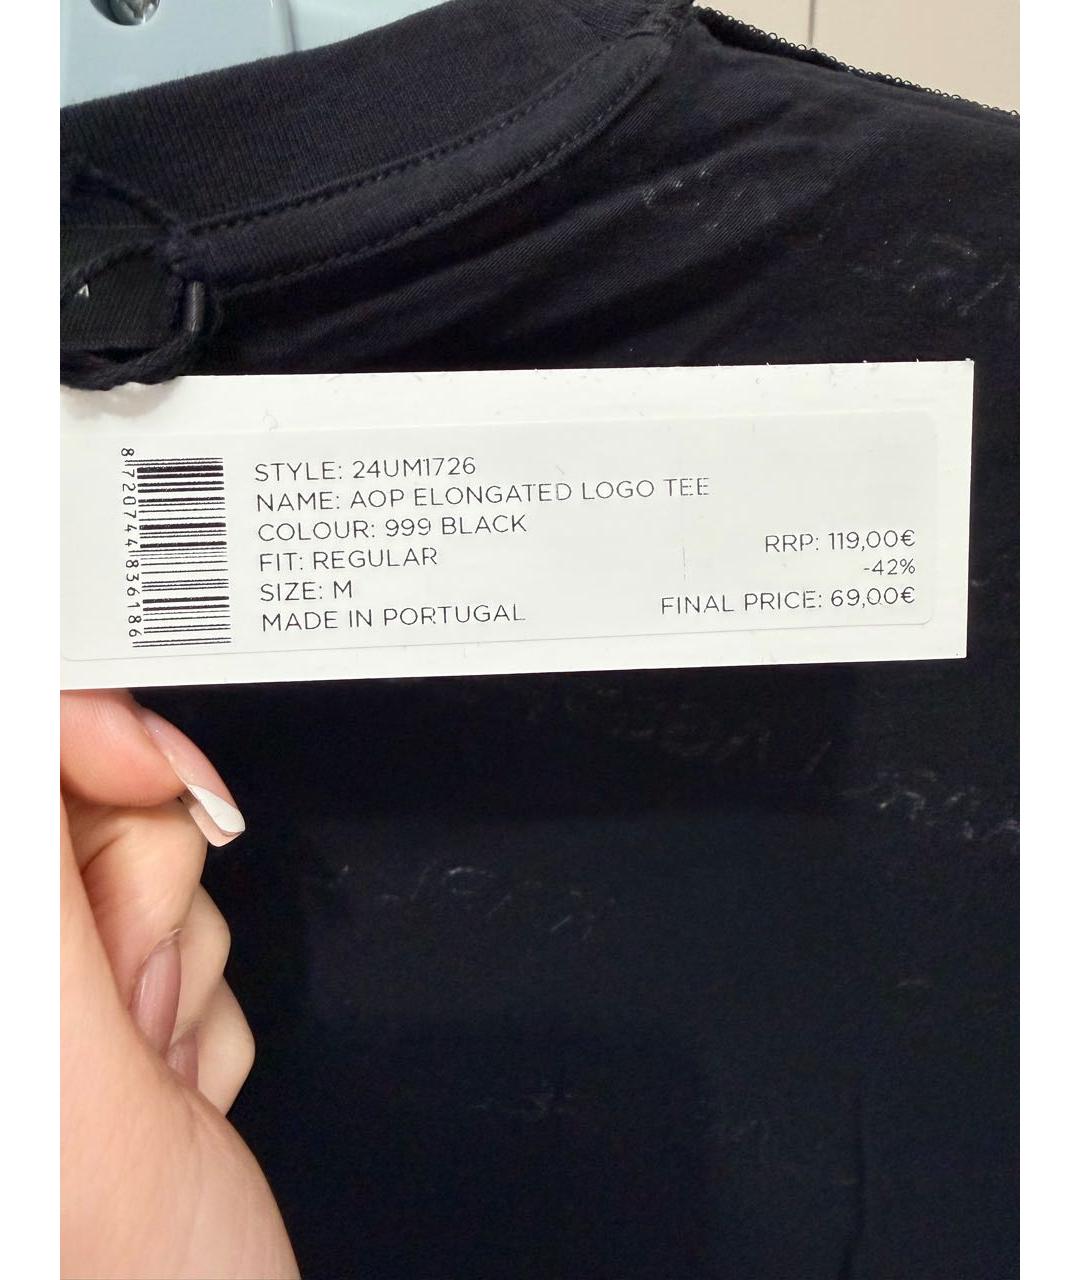 8720744836186
STYLE: 24UM1726
NAME: AOP ELONGATED LOGO TEE
COLOUR: 999 BLACK
FIT: REGULAR
SIZE: M
MADE IN PORTUGAL
RRP: 119,00€
-42%
FINAL PRICE: 69,00€